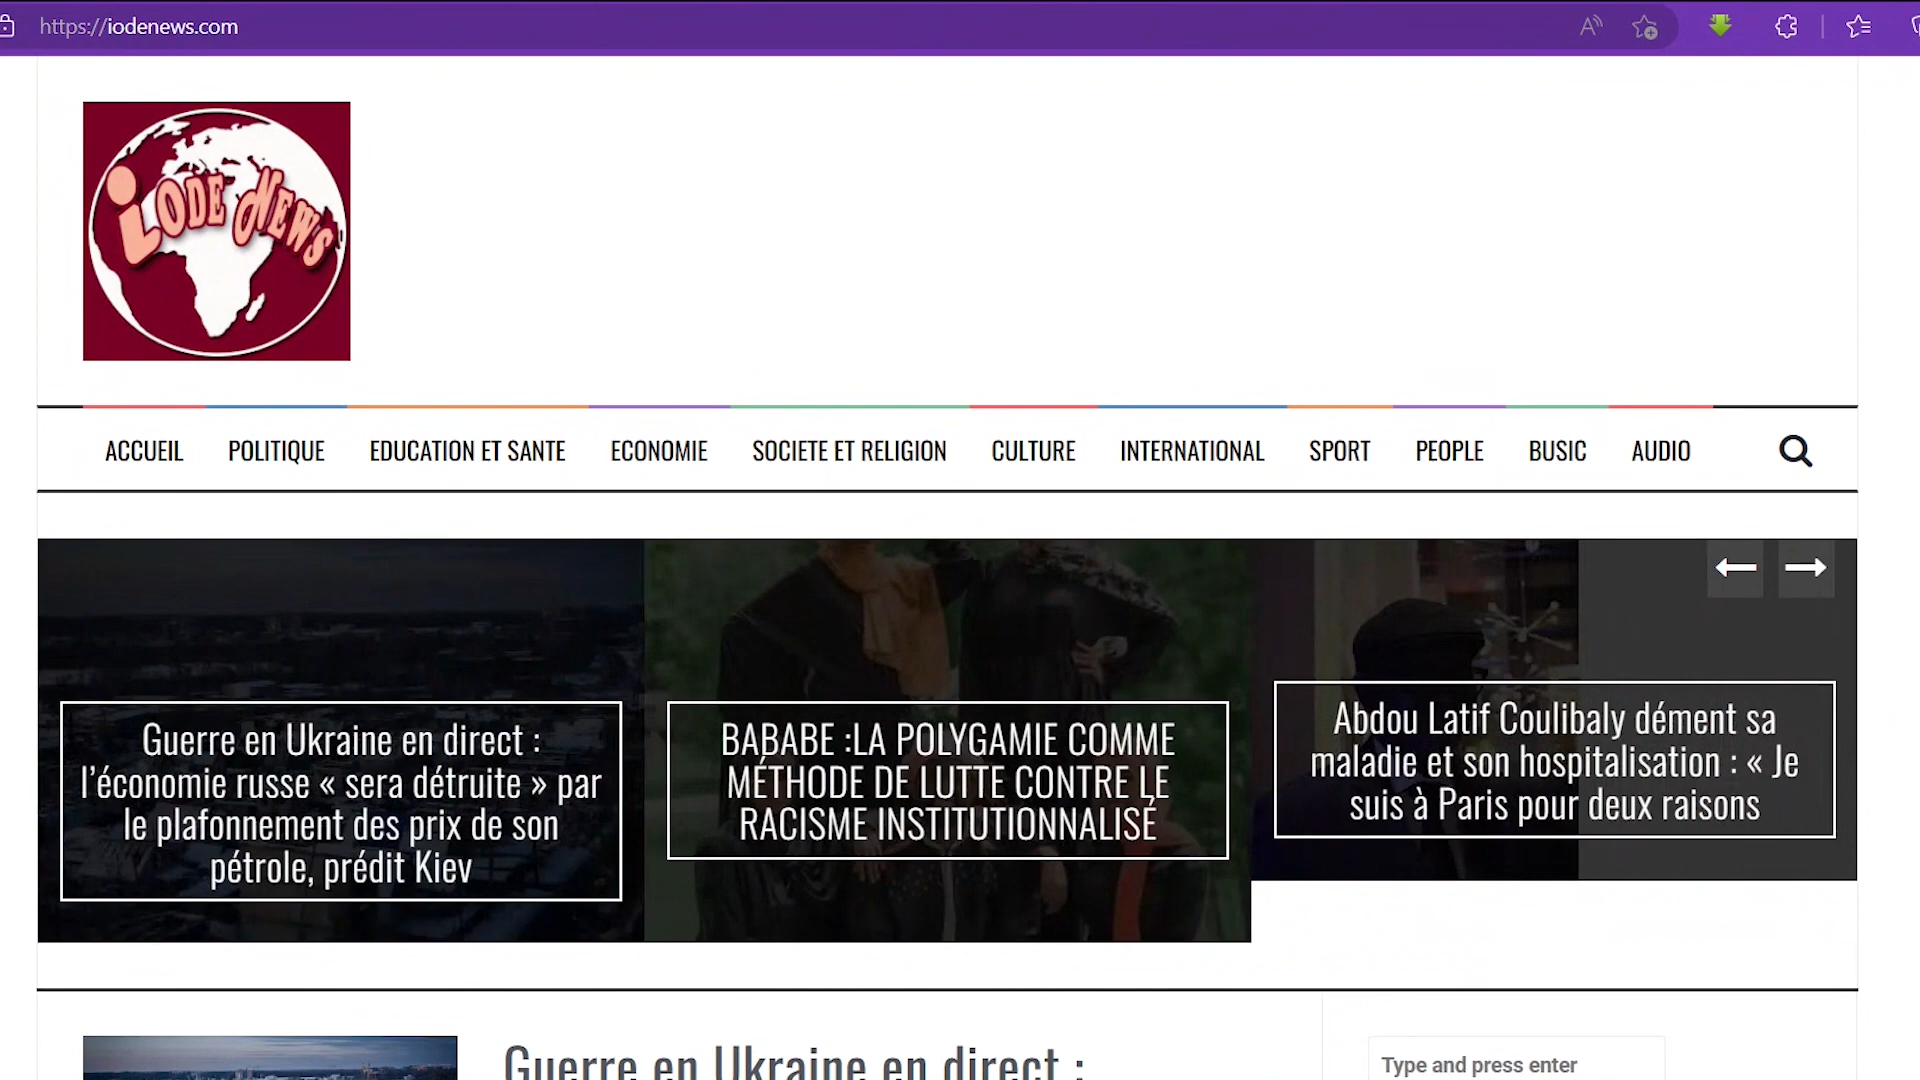 https://iodenews.com
iODE NEWS
ACCUEIL POLITIQUE EDUCATION ET SANTE ECONOMIE SOCIETE ET RELIGION CULTURE INTERNATIONAL SPORT PEOPLE BUSIC AUDIO
Guerre en Ukraine en direct :
l’économie russe « sera détruite » par
le plafonnement des prix de son
pétrole, prédit Kiev
BABABE :LA POLYGAMIE COMME
MÉTHODE DE LUTTE CONTRE LE
RACISME INSTITUTIONNALISÉ
Abdou Latif Coulibaly dément sa
maladie et son hospitalisation : « Je
suis à Paris pour deux raisons
Guerre en Ukraine en direct :
Type and press enter